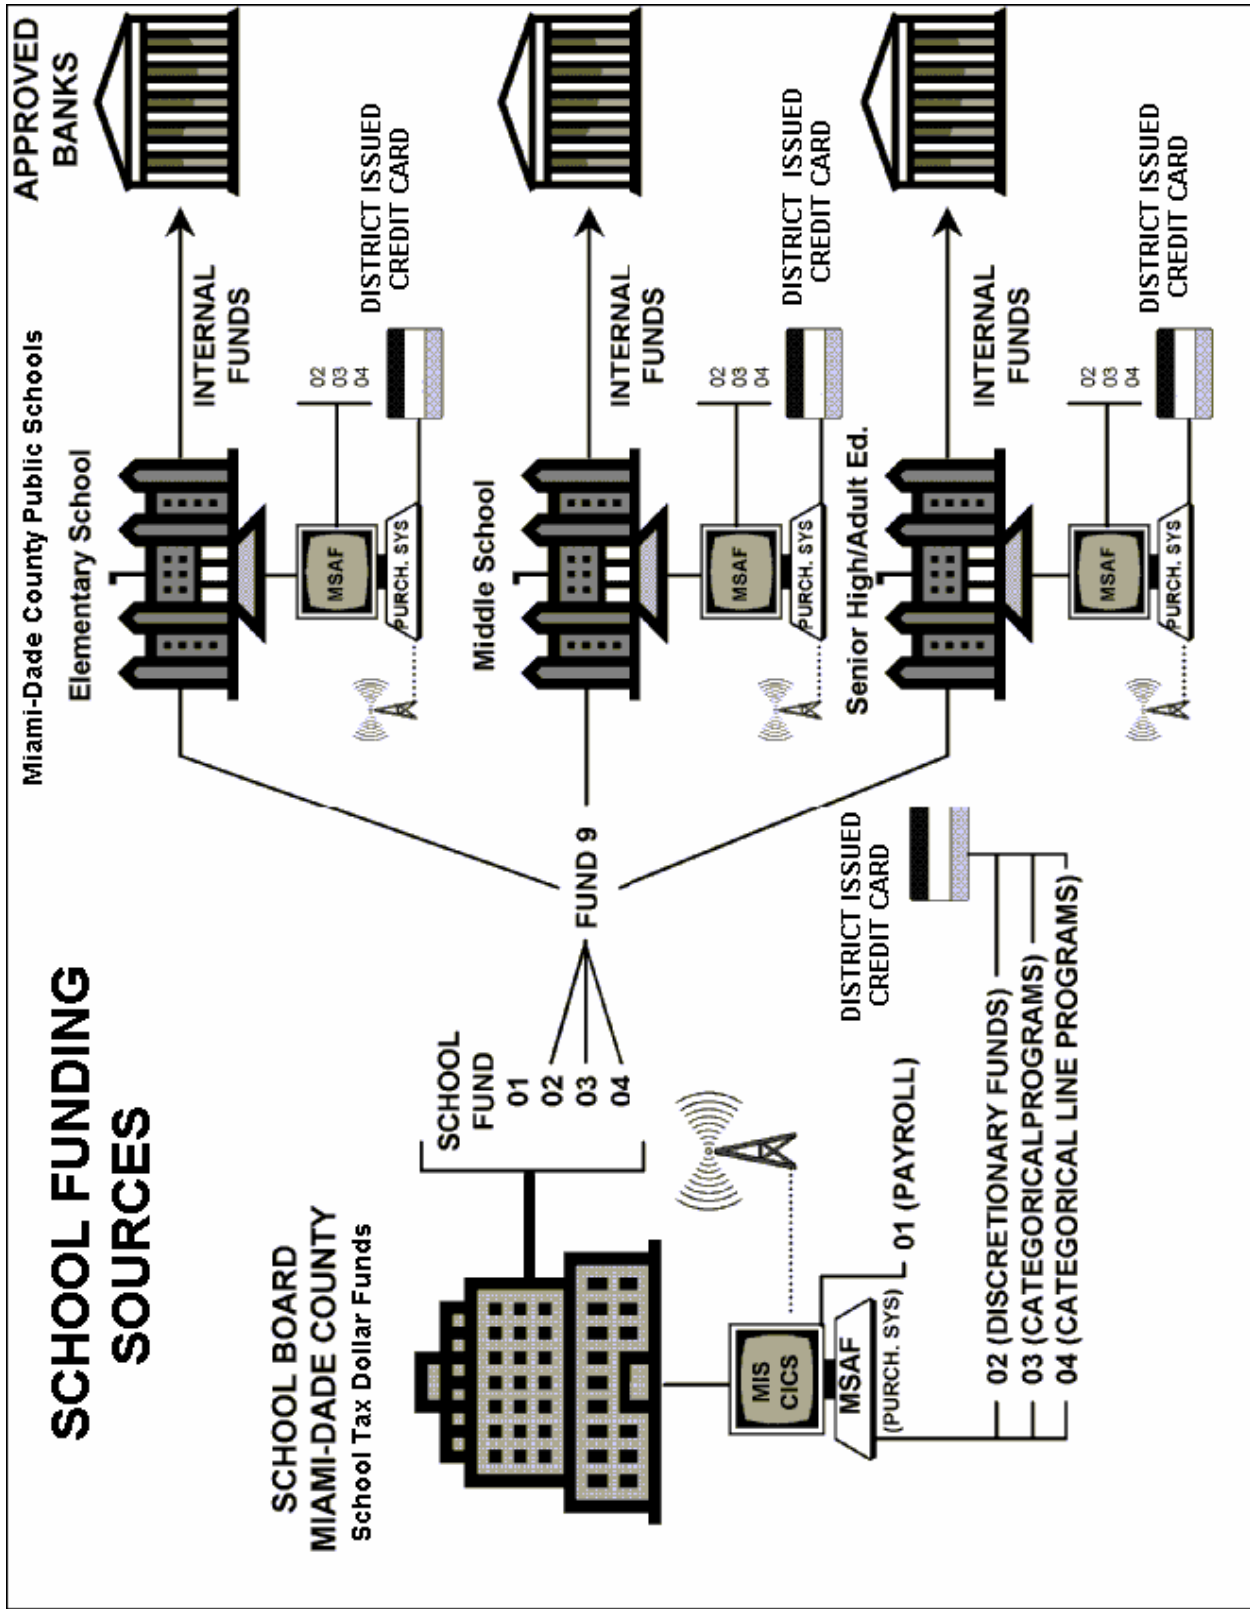 SCHOOL FUNDING
SOURCES
Miami-Dade County Public Schools
APPROVED
BANKS
SCHOOL BOARD
MIAMI-DADE COUNTY
School Tax Dollar Funds
SCHOOL
FUND
01
02
03
04
FUND 9
Elementary School
INTERNAL
FUNDS
MSAF
PURCH. SYS
02
03
04
DISTRICT ISSUED
CREDIT CARD
Middle School
INTERNAL
FUNDS
MSAF
PURCH. SYS
02
03
04
DISTRICT ISSUED
CREDIT CARD
Senior High/Adult Ed.
INTERNAL
FUNDS
MSAF
PURCH. SYS
02
03
04
DISTRICT ISSUED
CREDIT CARD
MIS
CICS
MSAF
(PURCH. SYS)
01 (PAYROLL)
DISTRICT ISSUED
CREDIT CARD
02 (DISCRETIONARY FUNDS)
03 (CATEGORICALPROGRAMS)
04 (CATEGORICAL LINE PROGRAMS)